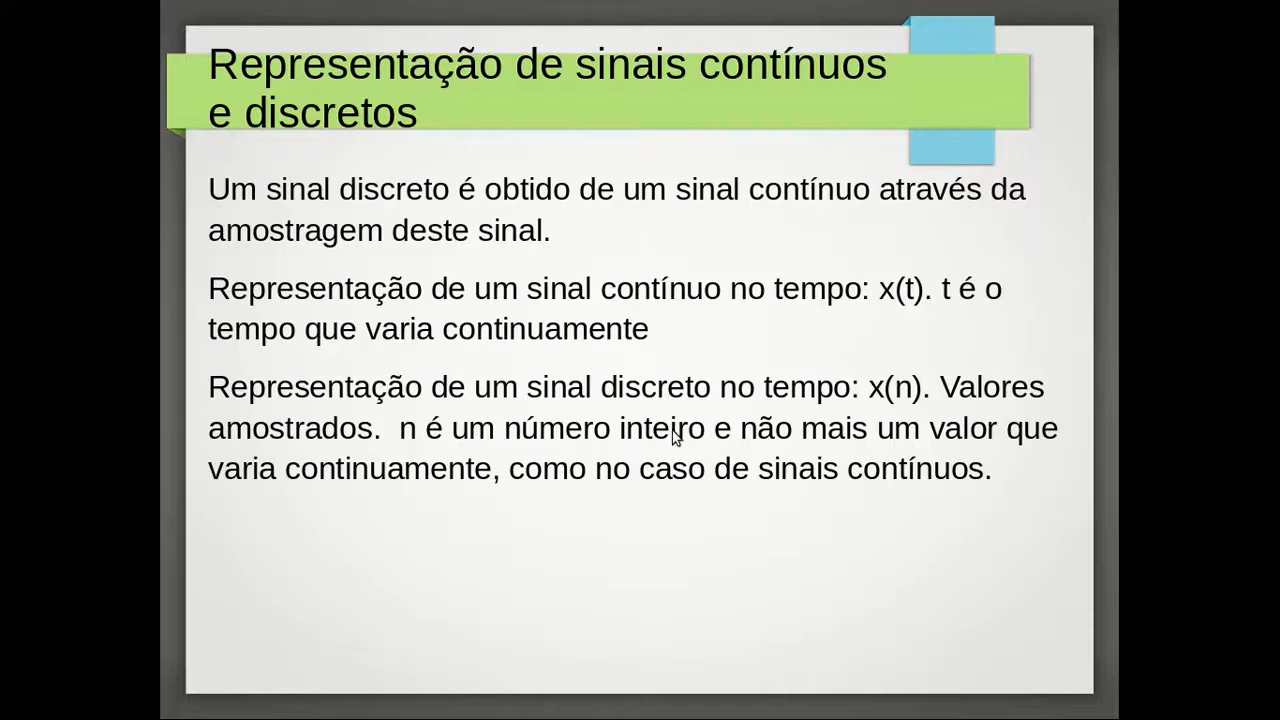 Representação de sinais contínuos
e discretos
Um sinal discreto é obtido de um sinal contínuo através da
amostragem deste sinal.
Representação de um sinal contínuo no tempo: x(t). t é o
tempo que varia continuamente
Representação de um sinal discreto no tempo: x(n). Valores
amostrados.  n é um número inteiro e não mais um valor que
varia continuamente, como no caso de sinais contínuos.